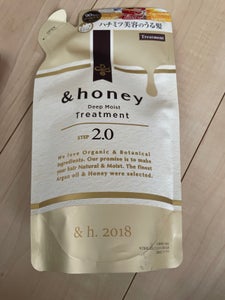 ハチミツ美容のうる髪
Treatment
&honey
Deep Moist
Treatment
STEP 2.0
We love Organic & Botanical
Ingredients. Our promise is to make
your hair Natural & Moist. The finest
Argan oil & Honey were selected.
& h. 2018